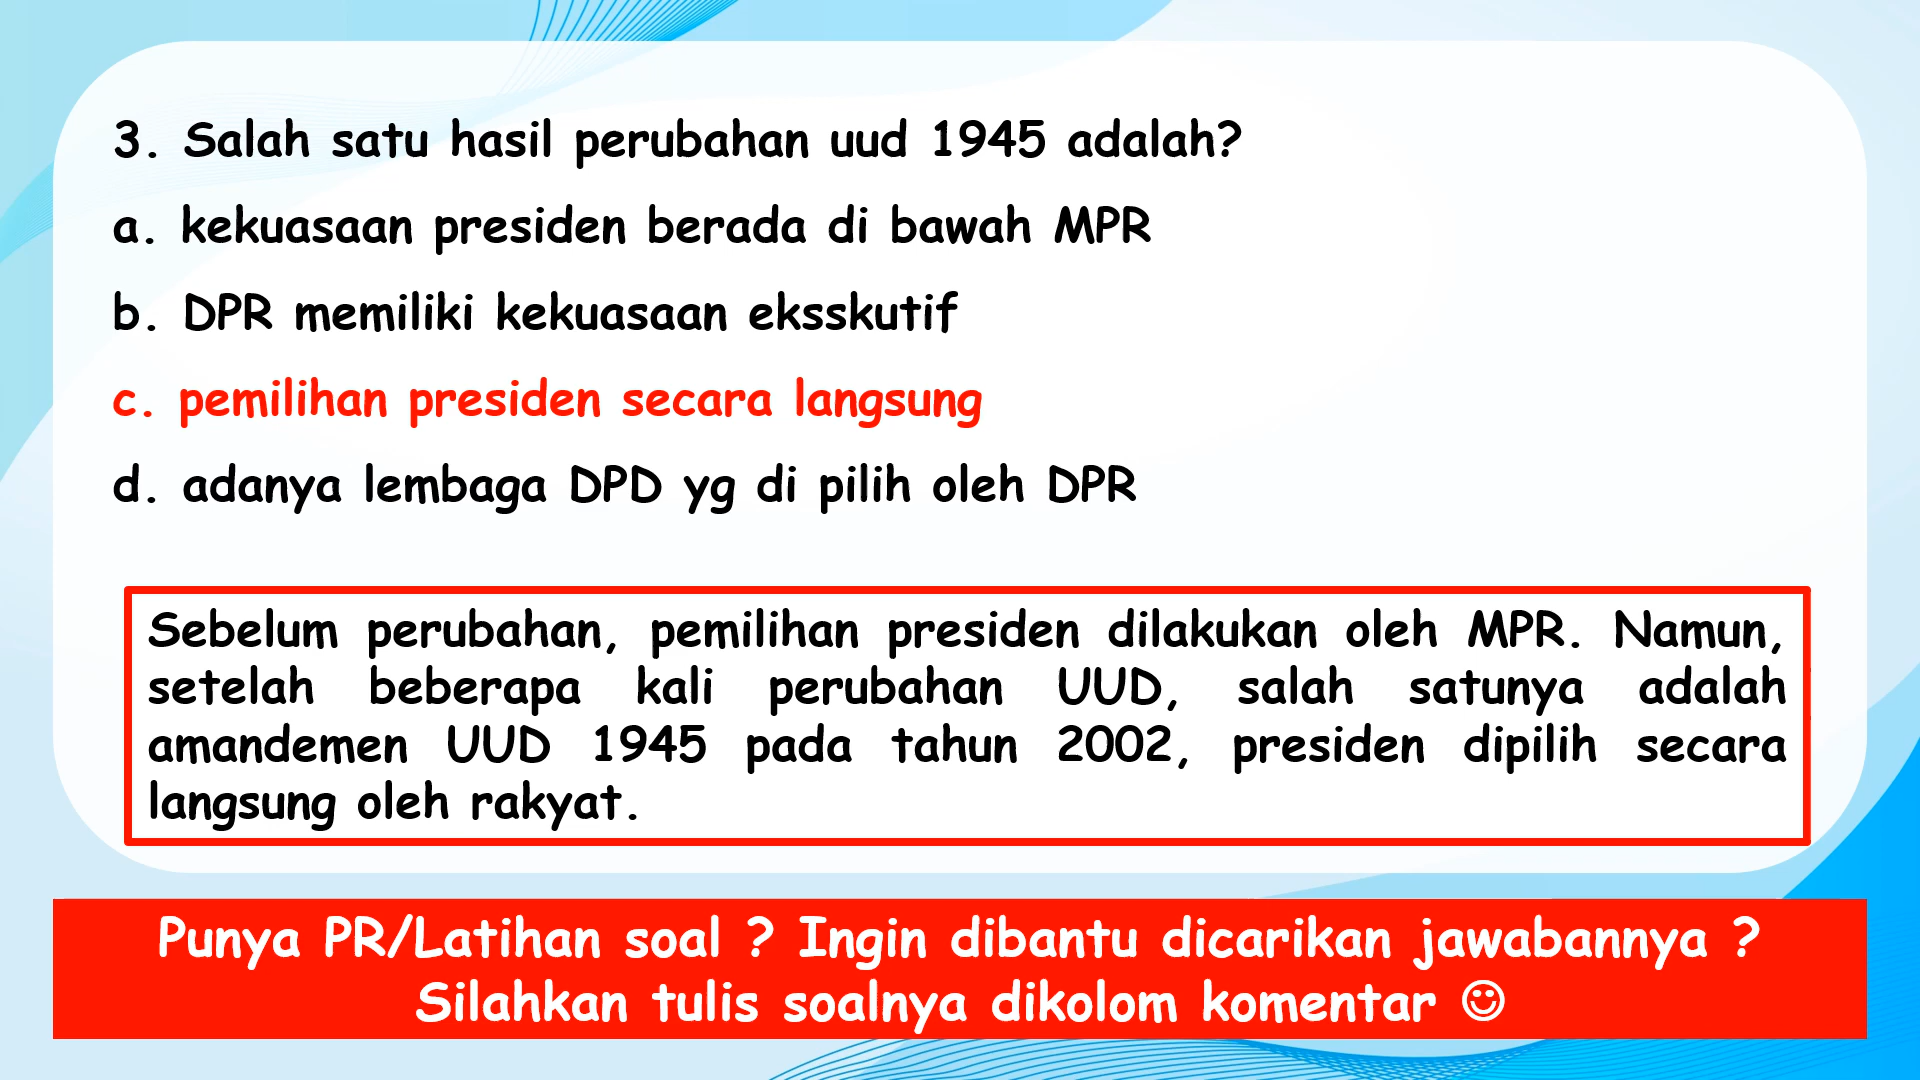 3. Salah satu hasil perubahan uud 1945 adalah?
a. kekuasaan presiden berada di bawah MPR
b. DPR memiliki kekuasaan eksskutif
c. pemilihan presiden secara langsung
d. adanya lembaga DPD yg di pilih oleh DPR
Sebelum perubahan, pemilihan presiden dilakukan oleh MPR. Namun,
setelah beberapa kali perubahan UUD, salah satunya adalah
amandemen UUD 1945 pada tahun 2002, presiden dipilih secara
langsung oleh rakyat.
Punya PR/Latihan soal ? Ingin dibantu dicarikan jawabannya ?
Silahkan tulis soalnya dikolom komentar ☺